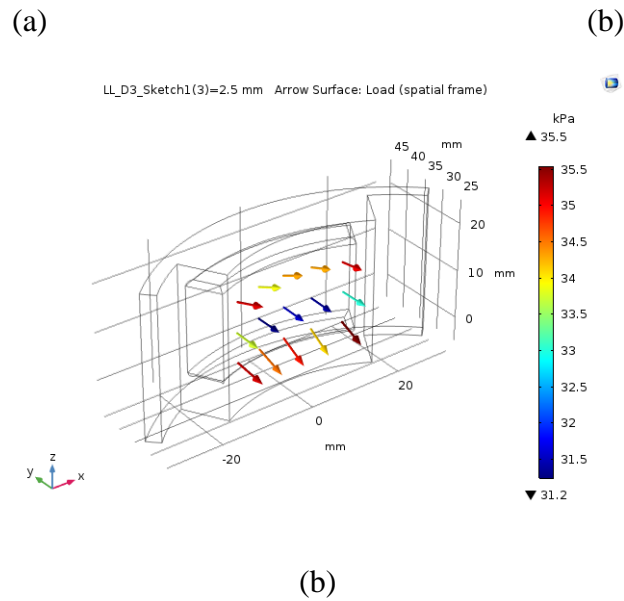 (a) (b)
LL_D3_Sketch1(3)=2.5 mm Arrow Surface: Load (spatial frame)
kPa
▲ 35.5
45 mm
40
35
30
25
35.5
20
35
34.5
10 mm
34
33.5
0
33
32.5
20
32
0
31.5
mm
-20
z
y x
▼ 31.2
(b)